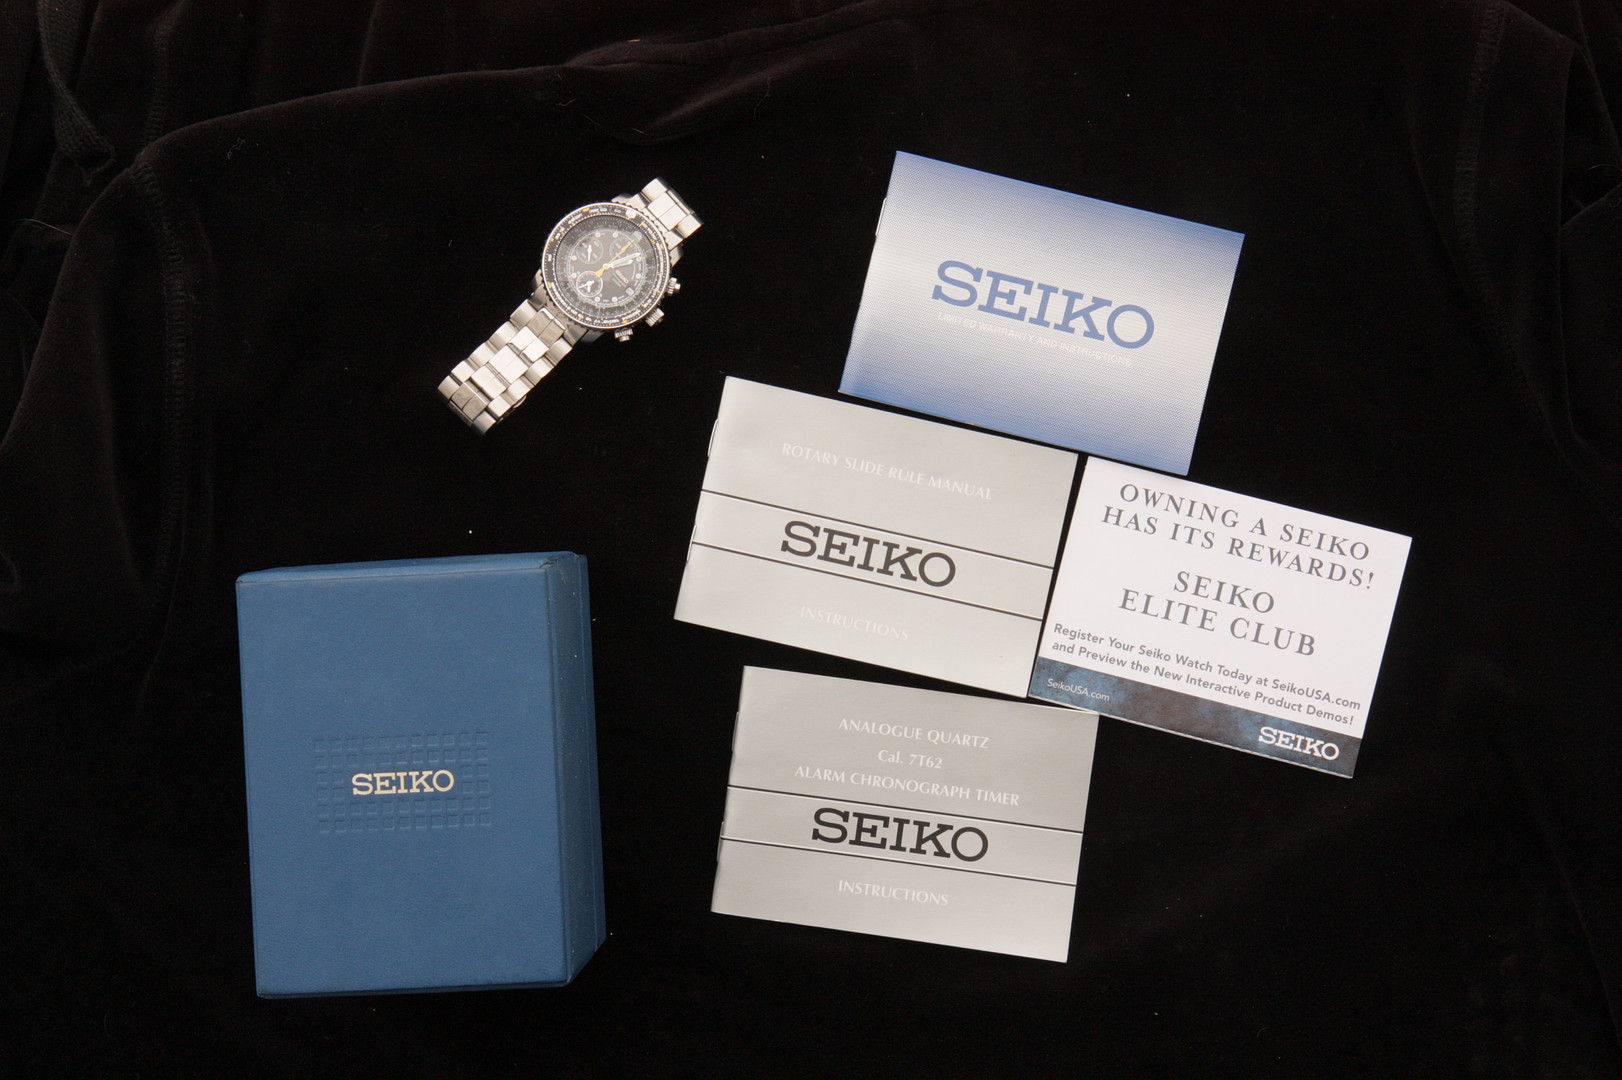 SEIKO
LIMITED WARRANTY AND INSTRUCTIONS
ROTARY SLIDE RULE MANUAL
SEIKO
INSTRUCTIONS
OWNING A SEIKO
HAS ITS REWARDS!
SEIKO
ELITE CLUB
Register Your Seiko Watch Today at SeikoUSA.com
and Preview the New Interactive Product Demos!
SeikoUSA.com
SEIKO
ANALOGUE QUARTZ
Cal. 7T62
ALARM CHRONOGRAPH TIMER
SEIKO
INSTRUCTIONS
SEIKO